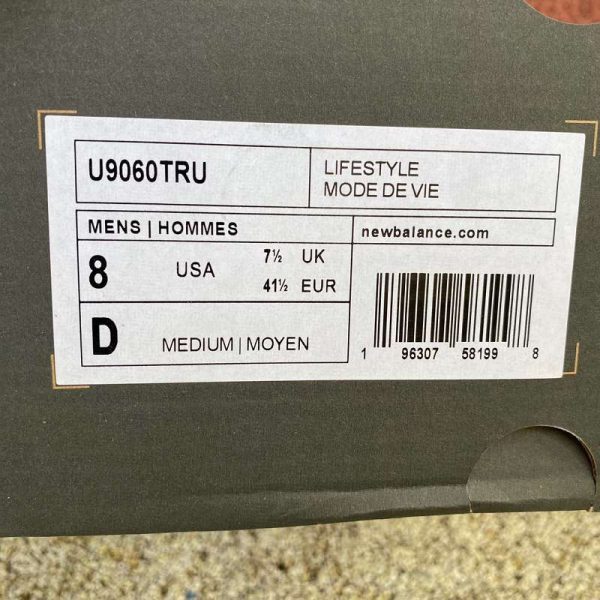 U9060TRU
LIFESTYLE
MODE DE VIE
MENS | HOMMES
newbalance.com
8 USA 7½ UK
41½ EUR
D MEDIUM | MOYEN
1 96307 58199 8